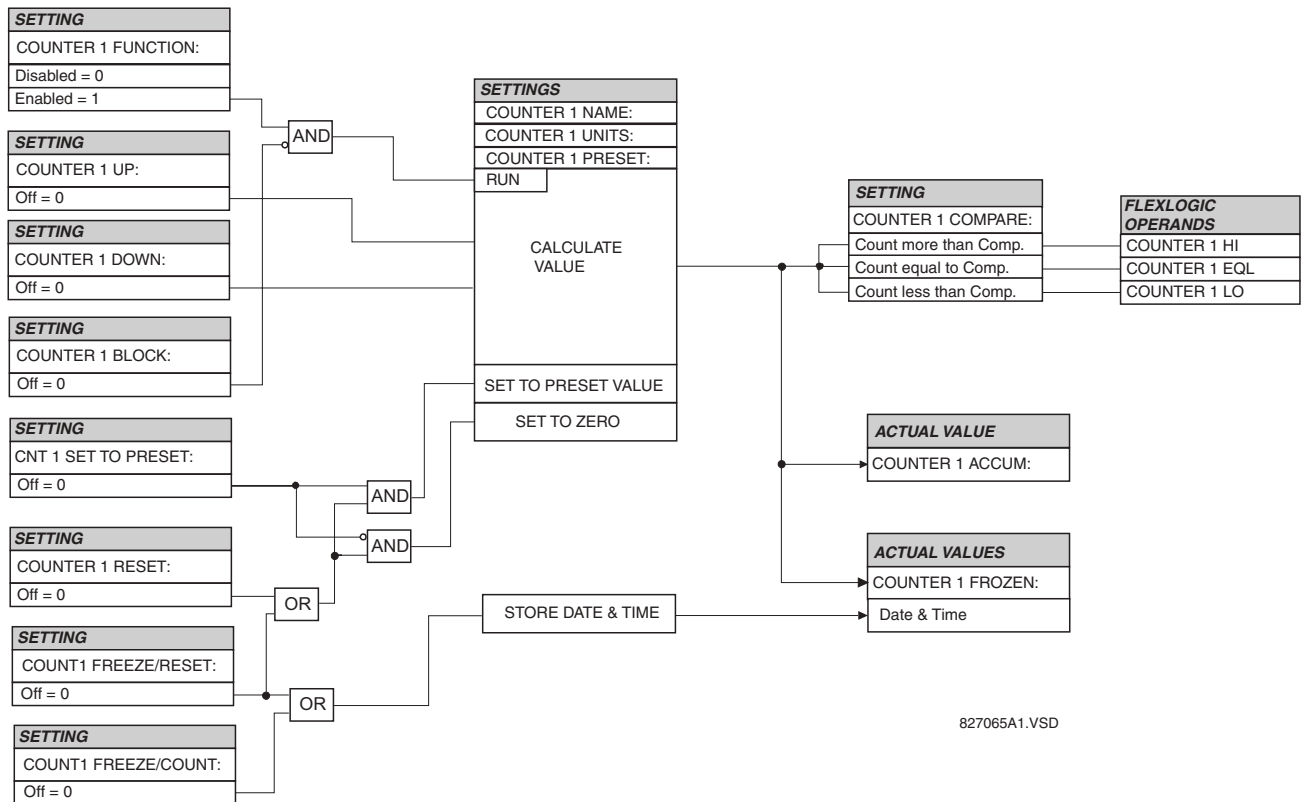 SETTING
COUNTER 1 FUNCTION:
Disabled = 0
Enabled = 1
AND
SETTING
COUNTER 1 UP:
Off = 0
SETTING
COUNTER 1 DOWN:
Off = 0
SETTING
COUNTER 1 BLOCK:
Off = 0
SETTING
CNT 1 SET TO PRESET:
Off = 0
AND
AND
SETTING
COUNTER 1 RESET:
Off = 0
OR
SETTING
COUNT1 FREEZE/RESET:
Off = 0
OR
SETTING
COUNT1 FREEZE/COUNT:
Off = 0
SETTINGS
COUNTER 1 NAME:
COUNTER 1 UNITS:
COUNTER 1 PRESET:
RUN
CALCULATE
VALUE
SET TO PRESET VALUE
SET TO ZERO
STORE DATE & TIME
SETTING
COUNTER 1 COMPARE:
Count more than Comp.
Count equal to Comp.
Count less than Comp.
FLEXLOGIC
OPERANDS
COUNTER 1 HI
COUNTER 1 EQL
COUNTER 1 LO
ACTUAL VALUE
COUNTER 1 ACCUM:
ACTUAL VALUES
COUNTER 1 FROZEN:
Date & Time
827065A1.VSD